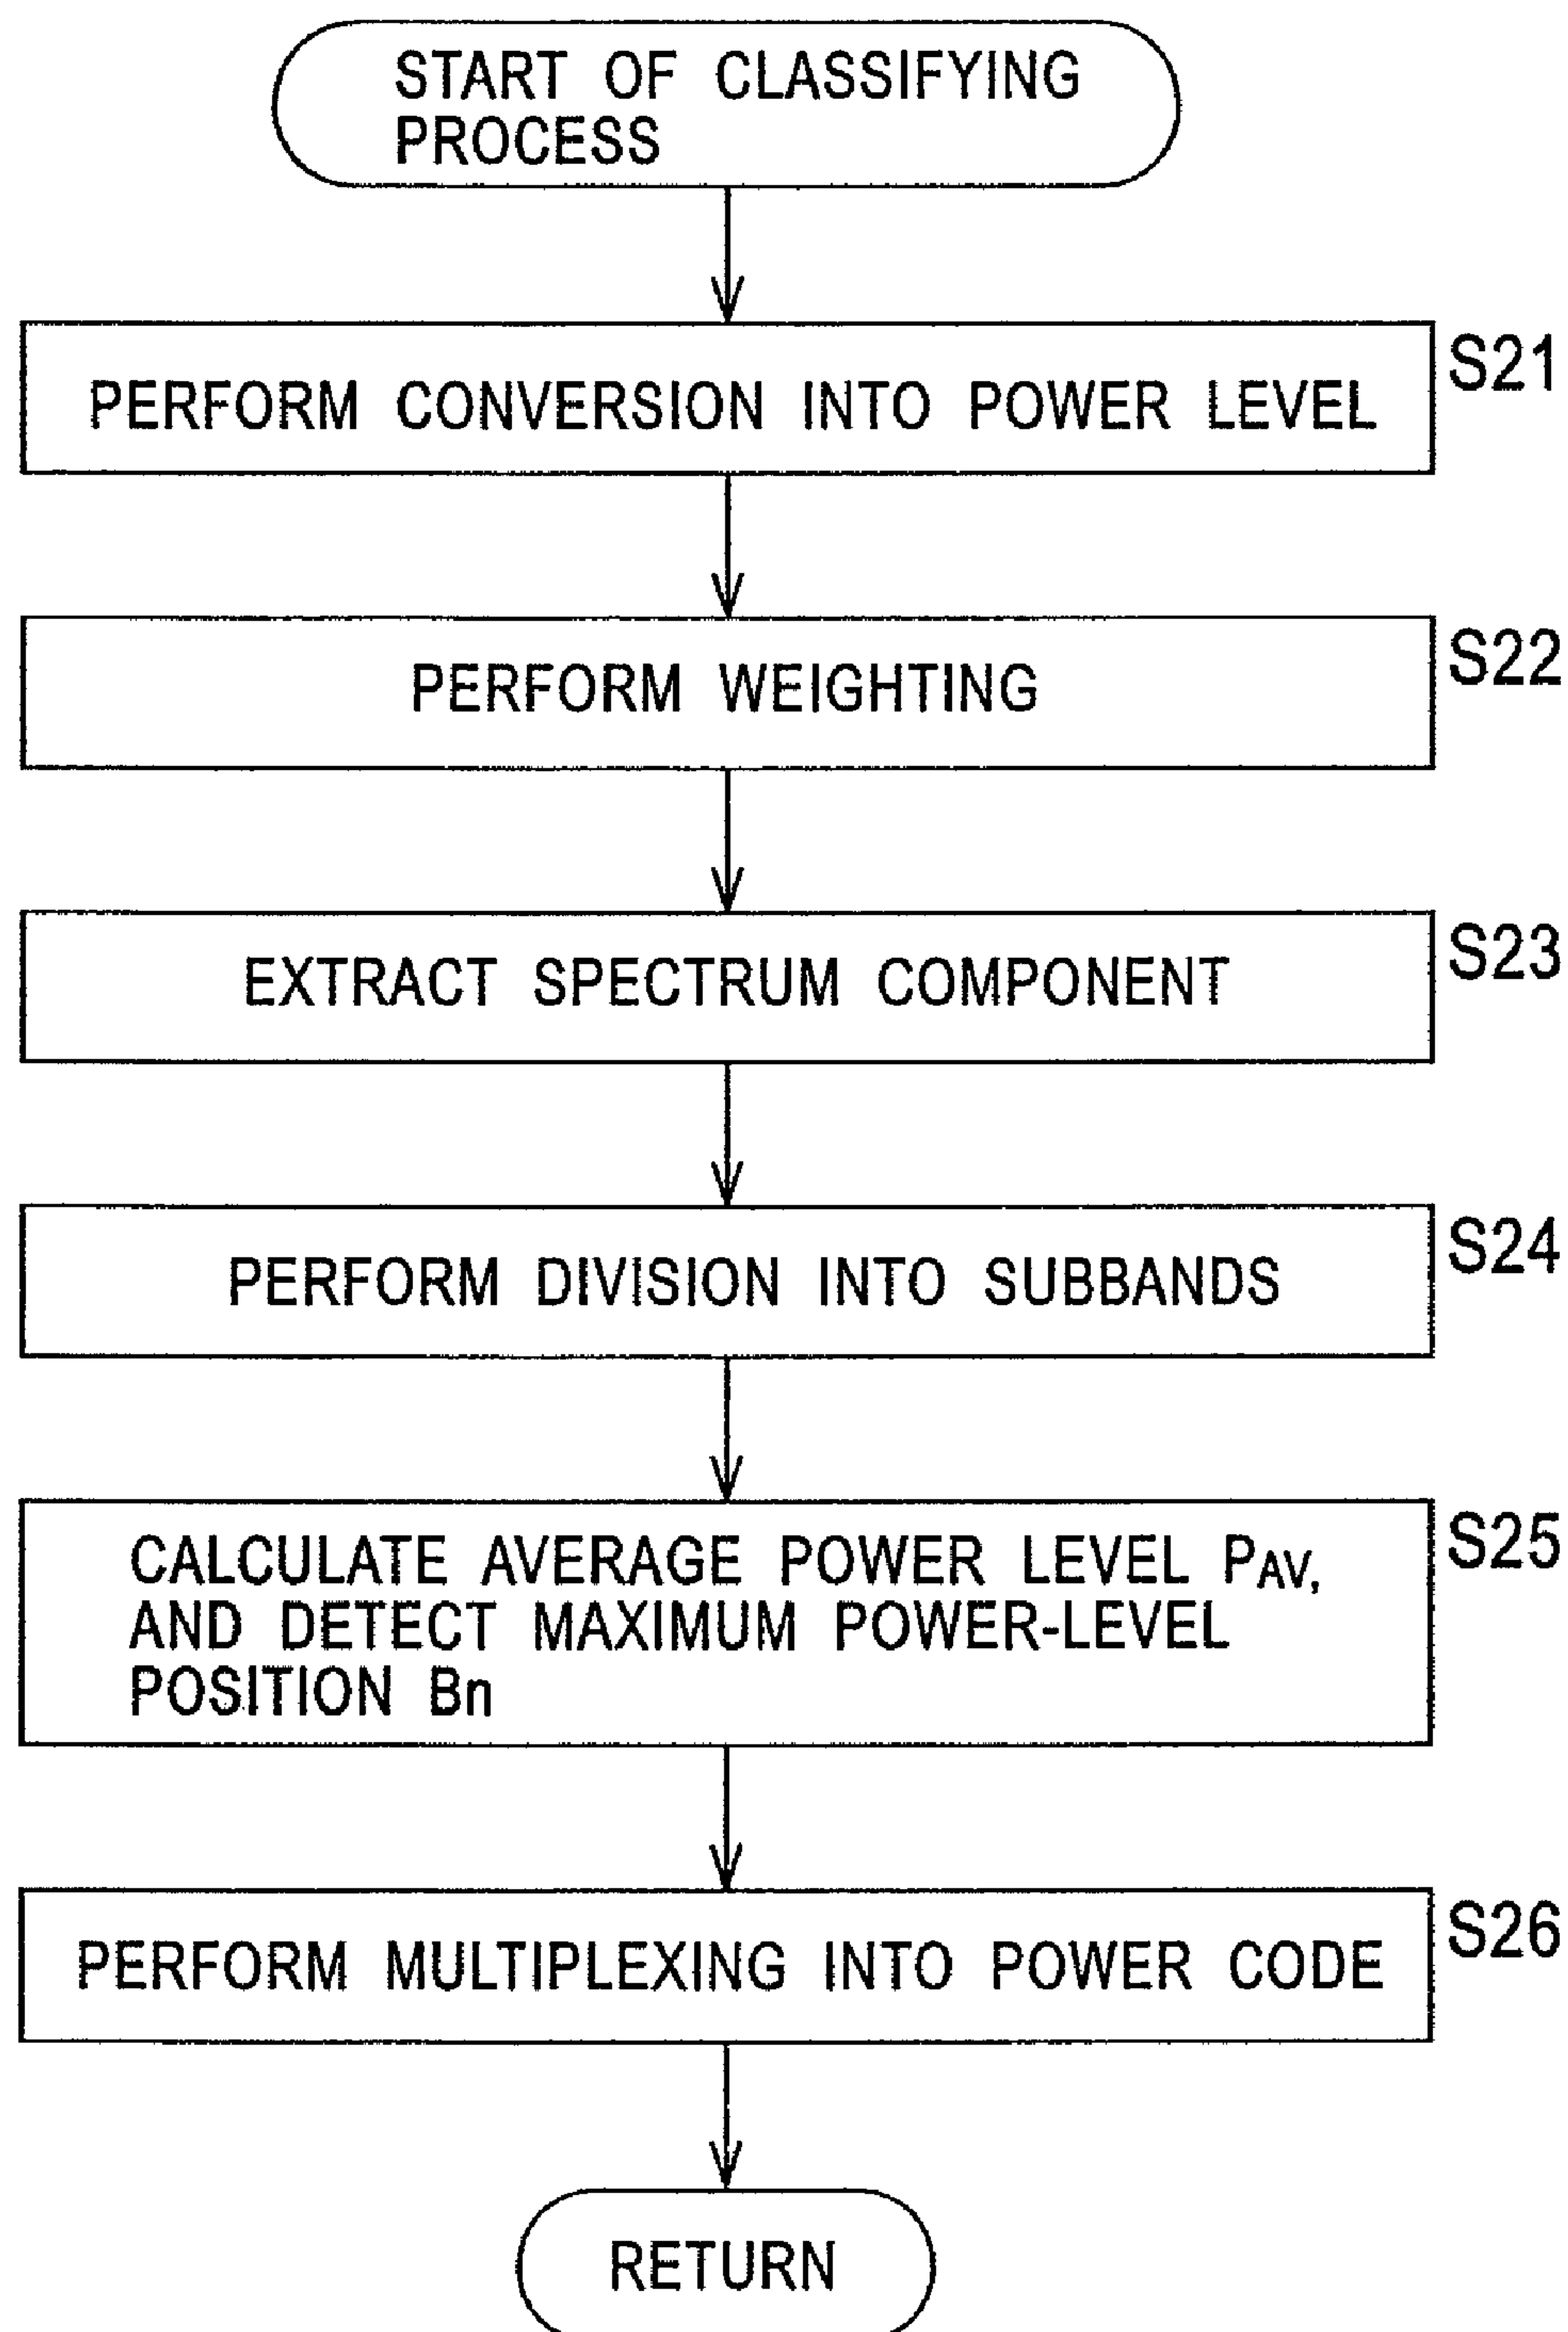 START OF CLASSIFYING
PROCESS
PERFORM CONVERSION INTO POWER LEVEL
S21
PERFORM WEIGHTING
S22
EXTRACT SPECTRUM COMPONENT
S23
PERFORM DIVISION INTO SUBBANDS
S24
CALCULATE AVERAGE POWER LEVEL PAV,
AND DETECT MAXIMUM POWER-LEVEL
POSITION Bn
S25
PERFORM MULTIPLEXING INTO POWER CODE
S26
RETURN